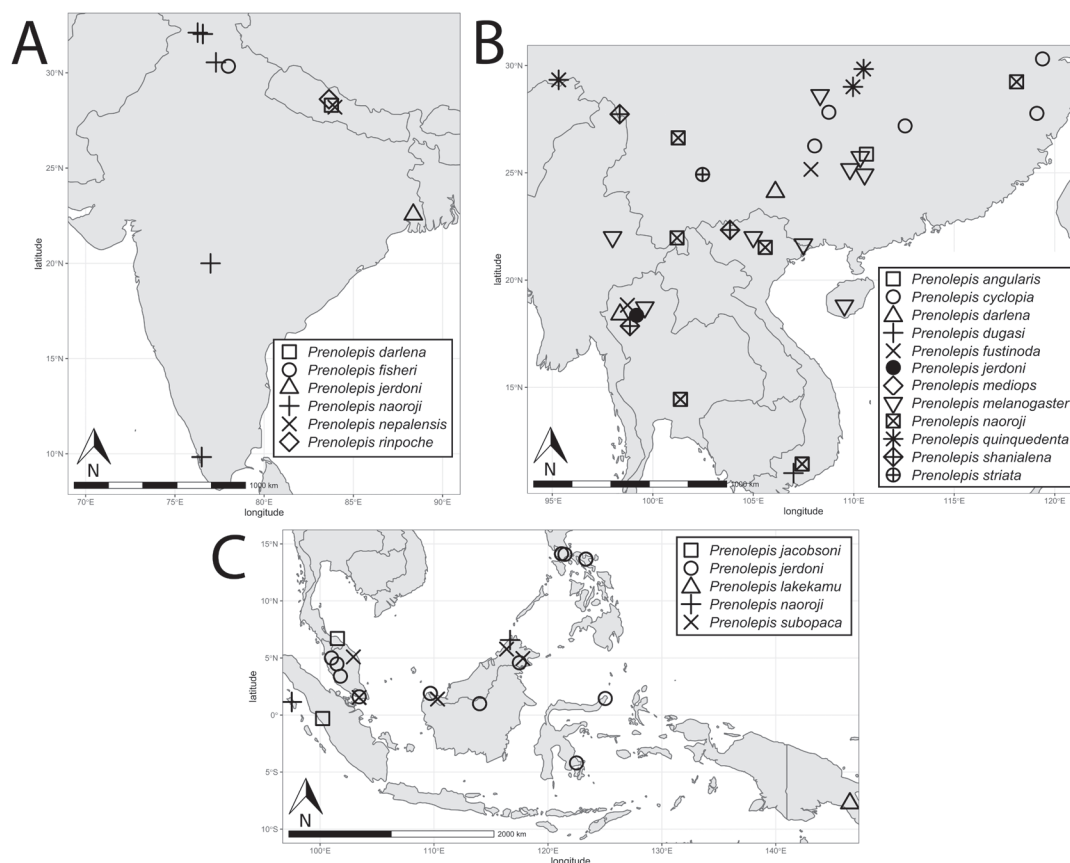 A
30°N
25°N
20°N
15°N
10°N
latitude
Prenolepis darlena
Prenolepis fisheri
Prenolepis jerdoni
Prenolepis naoroji
Prenolepis nepalensis
Prenolepis rinpoche
N
1000 km
70°E 75°E 80°E 85°E 90°E
longitude
B
30°N
25°N
20°N
15°N
latitude
Prenolepis angularis
Prenolepis cyclopia
Prenolepis darlena
Prenolepis dugasi
Prenolepis fustinoda
Prenolepis jerdoni
Prenolepis mediops
Prenolepis melanogaster
Prenolepis naoroji
Prenolepis quinquedenta
Prenolepis shanialena
Prenolepis striata
N
1000 km
95°E 100°E 105°E 110°E 115°E 120°E
longitude
C
15°N
10°N
5°N
0°
5°S
10°S
latitude
Prenolepis jacobsoni
Prenolepis jerdoni
Prenolepis lakekamu
Prenolepis naoroji
Prenolepis subopaca
N
2000 km
100°E 110°E 120°E 130°E 140°E
longitude